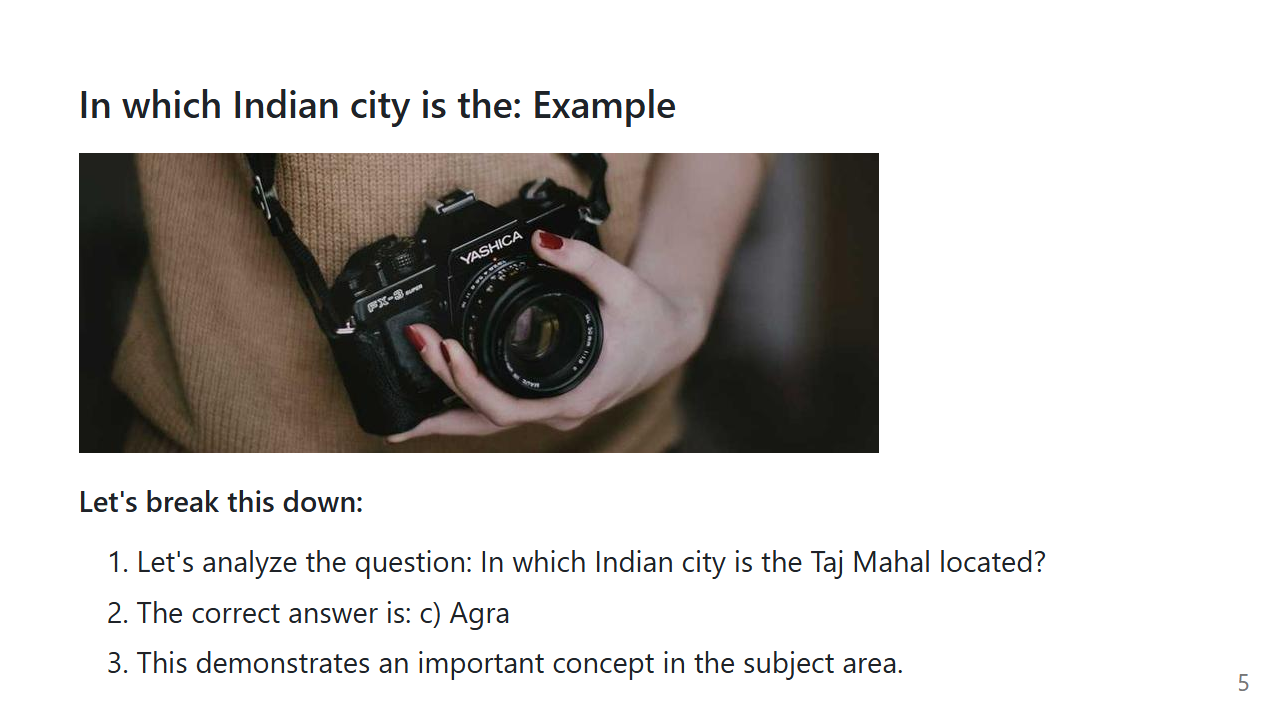 In which Indian city is the: Example
YASHICA
FX-3 SUPER
Let's break this down:
1. Let's analyze the question: In which Indian city is the Taj Mahal located?
2. The correct answer is: c) Agra
3. This demonstrates an important concept in the subject area.
5